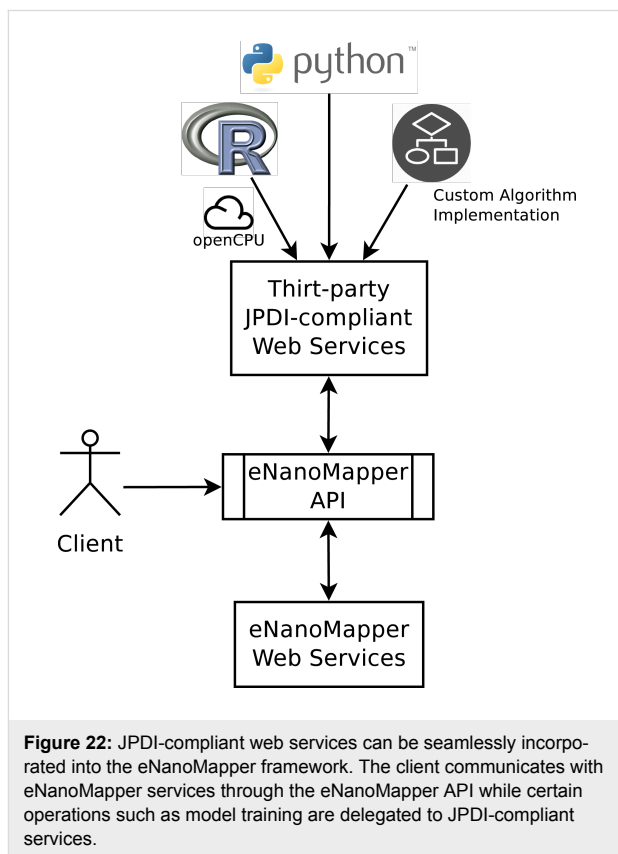 python™
R
openCPU
Custom Algorithm
Implementation
Thirt-party
JPDI-compliant
Web Services
eNanoMapper
API
Client
eNanoMapper
Web Services
Figure 22: JPDI-compliant web services can be seamlessly incorpo-
rated into the eNanoMapper framework. The client communicates with
eNanoMapper services through the eNanoMapper API while certain
operations such as model training are delegated to JPDI-compliant
services.